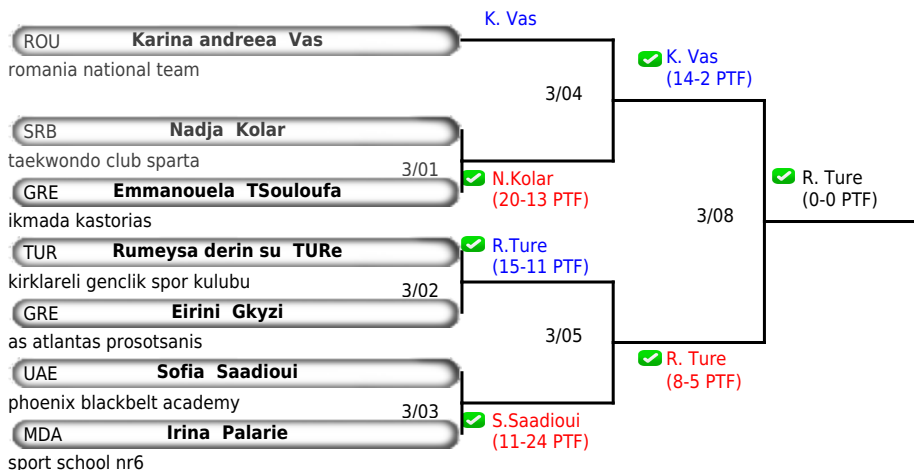 K. Vas
ROU Karina andreea Vas
romania national team
K. Vas
(14-2 PTF)
3/04
SRB Nadja Kolar
taekwondo club sparta
3/01
GRE Emmanouela TSouloufa
ikmada kastorias
N.Kolar
(20-13 PTF)
R. Ture
(0-0 PTF)
3/08
TUR Rumeysa derin su TURe
kirklareli genclik spor kulubu
R.Ture
(15-11 PTF)
3/02
GRE Eirini Gkyzi
as atlantas prosotsanis
3/05
UAE Sofia Saadioui
phoenix blackbelt academy
R. Ture
(8-5 PTF)
3/03
MDA Irina Palarie
sport school nr6
S.Saadioui
(11-24 PTF)